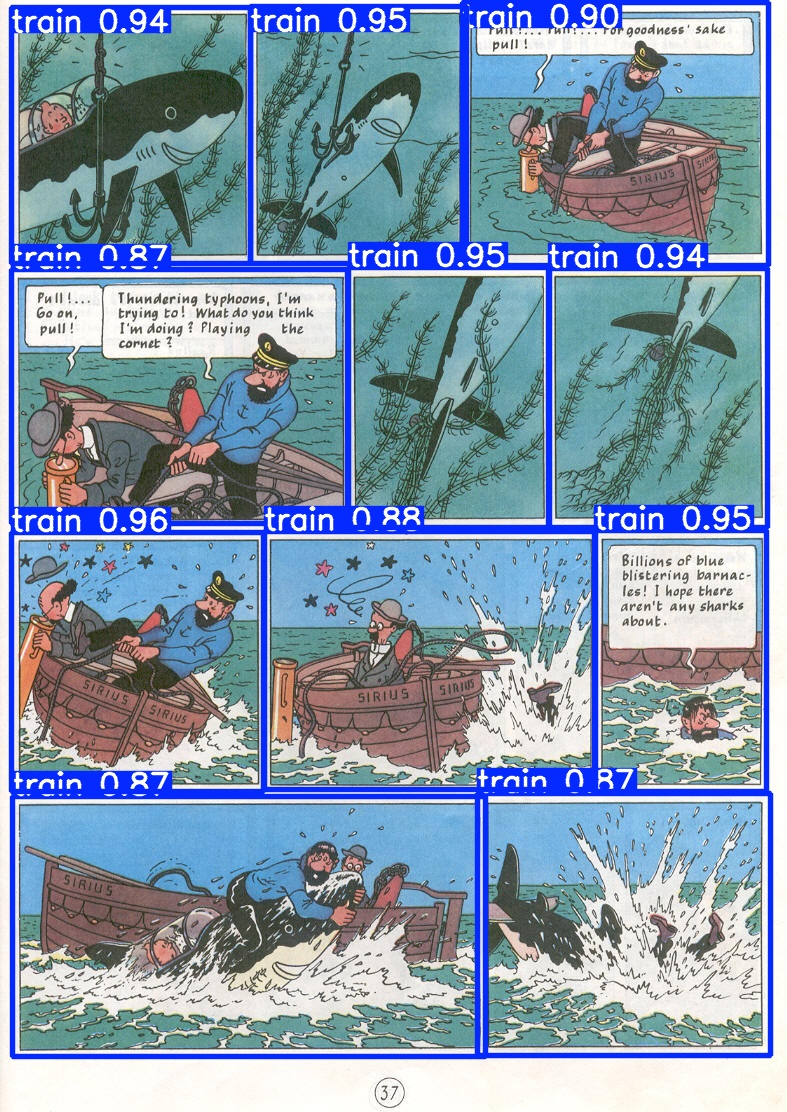 train 0.94
train 0.95
train 0.90
Pull !... Pull!... For goodness' sake
pull !
SIRIUS
SIRIUS
train 0.87
train 0.95
train 0.94
Pull !...
Go on,
pull !
Thundering typhoons, I'm
trying to! What do you think
I'm doing ? Playing the
cornet ?
train 0.96
train 0.88
train 0.95
SIRIUS
SIRIUS
SIRIUS
SIRIUS
Billions of blue
blistering barnac-
les! I hope there
aren't any sharks
about.
train 0.87
train 0.87
SIRIUS
37